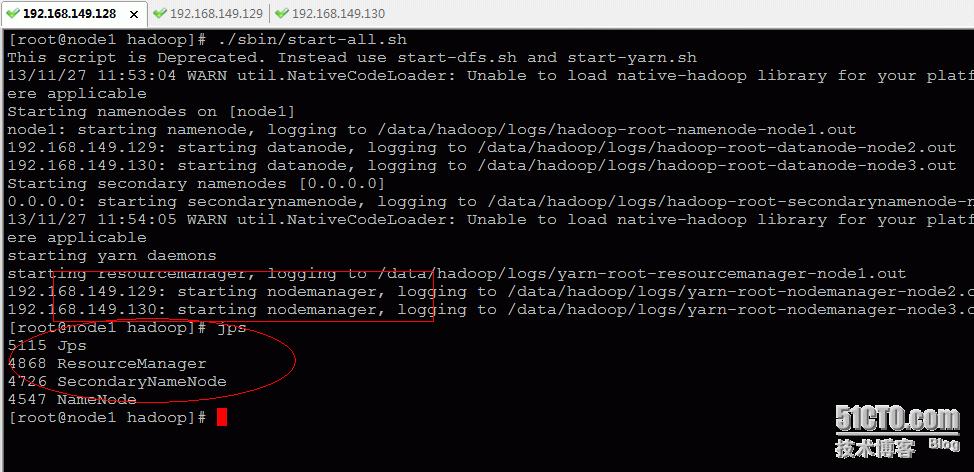 192.168.149.128 × 192.168.149.129 192.168.149.130
[root@node1 hadoop]# ./sbin/start-all.sh
This script is Deprecated. Instead use start-dfs.sh and start-yarn.sh
13/11/27 11:53:04 WARN util.NativeCodeLoader: Unable to load native-hadoop library for your platf
ere applicable
Starting namenodes on [node1]
node1: starting namenode, logging to /data/hadoop/logs/hadoop-root-namenode-node1.out
192.168.149.129: starting datanode, logging to /data/hadoop/logs/hadoop-root-datanode-node2.out
192.168.149.130: starting datanode, logging to /data/hadoop/logs/hadoop-root-datanode-node3.out
Starting secondary namenodes [0.0.0.0]
0.0.0.0: starting secondarynamenode, logging to /data/hadoop/logs/hadoop-root-secondarynamenode-n
13/11/27 11:54:05 WARN util.NativeCodeLoader: Unable to load native-hadoop library for your platf
ere applicable
starting yarn daemons
starting resourcemanager, logging to /data/hadoop/logs/yarn-root-resourcemanager-node1.out
192.168.149.129: starting nodemanager, logging to /data/hadoop/logs/yarn-root-nodemanager-node2.o
192.168.149.130: starting nodemanager, logging to /data/hadoop/logs/yarn-root-nodemanager-node3.o
[root@node1 hadoop]# jps
5115 Jps
4868 ResourceManager
4726 SecondaryNameNode
4547 NameNode
[root@node1 hadoop]#
51CTO.com
技术博客 Blog